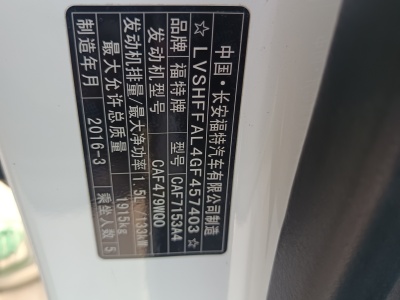 中国·长安福特汽车有限公司制造
☆LVSHFFAL4GF457403☆
品牌 福特牌 型号 CAF7153A4
发动机型号 CAF479WQ0
发动机排量/最大净功率 1.5L/133kW
最大允许总质量 1915kg
制造年月 2016-3 乘坐人数 5